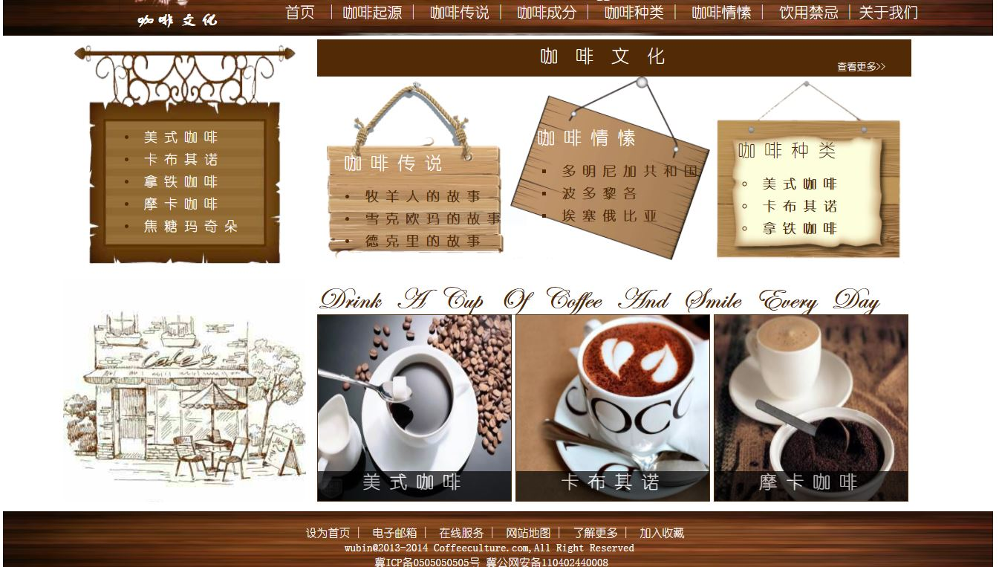 咖啡文化
首页 咖啡起源 | 咖啡传说 | 咖啡成分 | 咖啡种类 | 咖啡情愫 | 饮用禁忌 | 关于我们
美式咖啡
卡布其诺
拿铁咖啡
摩卡咖啡
焦糖玛奇朵
咖啡文化
查看更多>>
咖啡传说
牧羊人的故事
雪克欧玛的故事
德克里的故事
咖啡情愫
多明尼加共和国
波多黎各
埃塞俄比亚
咖啡种类
美式咖啡
卡布其诺
拿铁咖啡
Cafe
Drink A Cup Of Coffee And Smile Every Day
COCO
美式咖啡
卡布其诺
摩卡咖啡
设为首页 | 电子邮箱 | 在线服务 | 网站地图 | 了解更多 | 加入收藏
wubin@2013-2014 Coffeeculture.com,All Right Reserved
冀ICP备0505050505号 冀公网安备110402440008